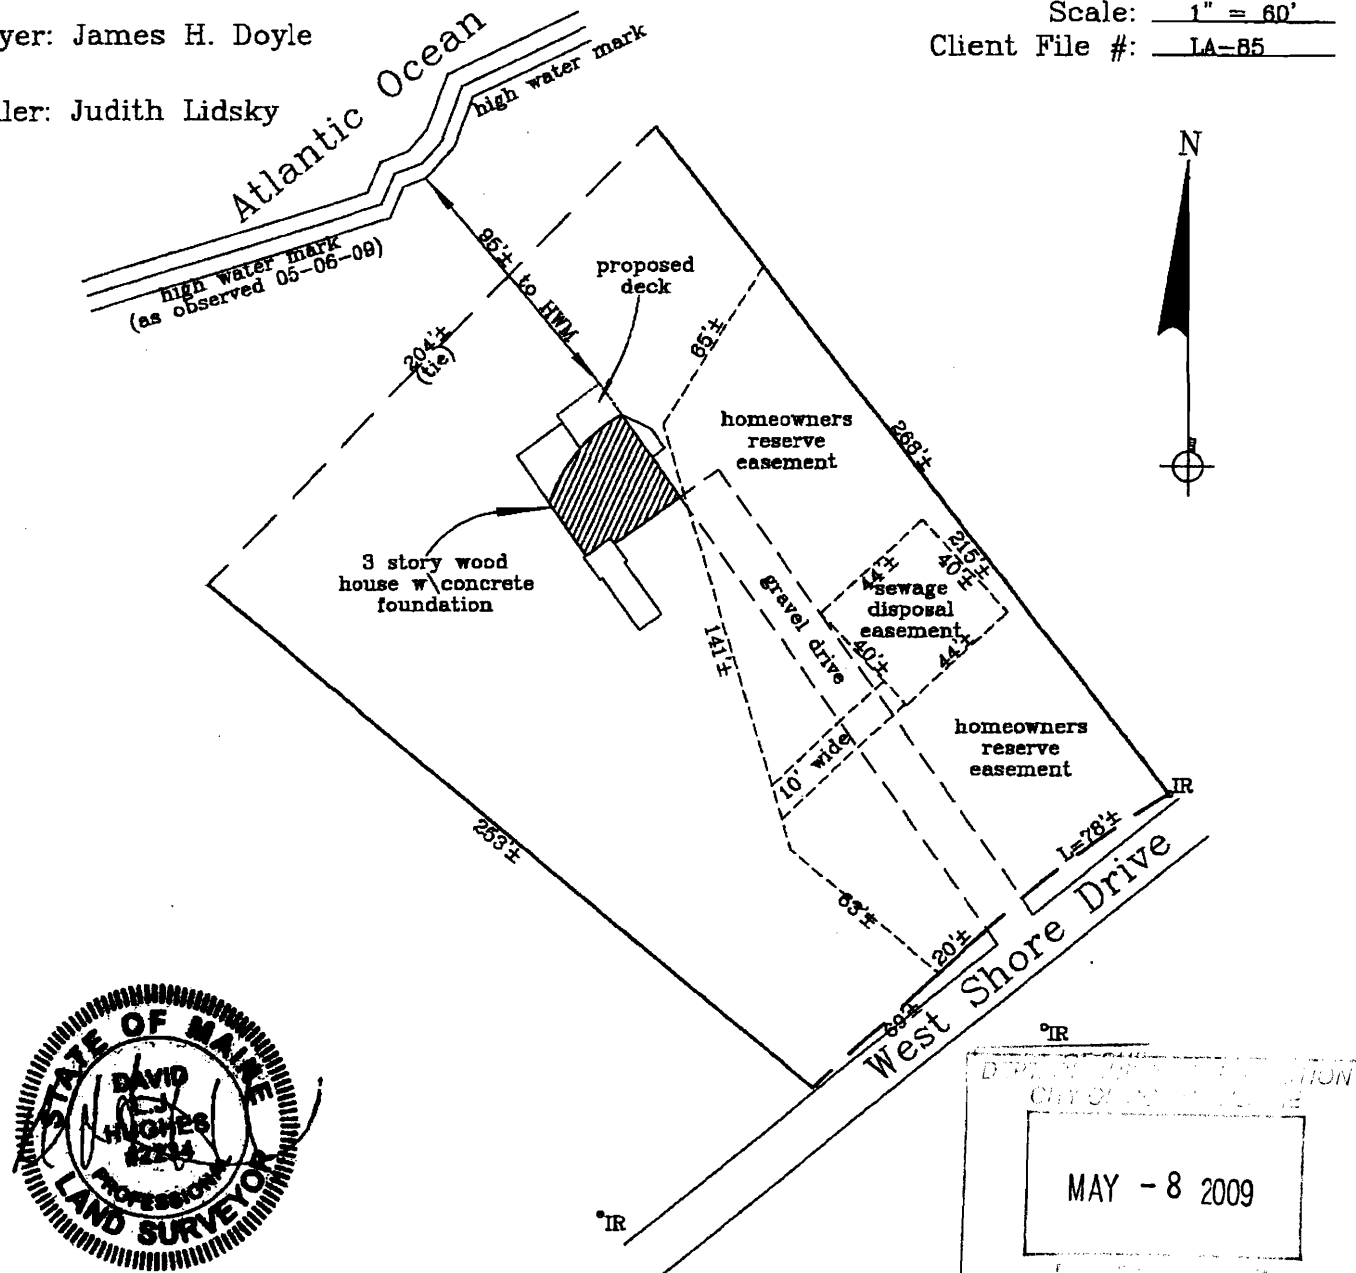 yer: James H. Doyle
ler: Judith Lidsky
Scale: 1" = 60'
Client File #: LA-85
Atlantic Ocean
high water mark
N
high water mark
(as observed 05-06-09)
95'± to HWM
proposed
deck
204'±
(tie)
65'±
homeowners
reserve
easement
268'±
3 story wood
house w\concrete
foundation
gravel drive
44'±
215'±
40'±
sewage
disposal
easement
40'±
44'±
141'±
10' wide
homeowners
reserve
easement
IR
L=78'±
253'±
63'±
20'±
69'±
West Shore Drive
IR
IR
STATE OF MAINE
DAVID
E.J.
HUGHES
#2234
PROFESSIONAL
LAND SURVEYOR
CITY OF
MAY - 8 2009